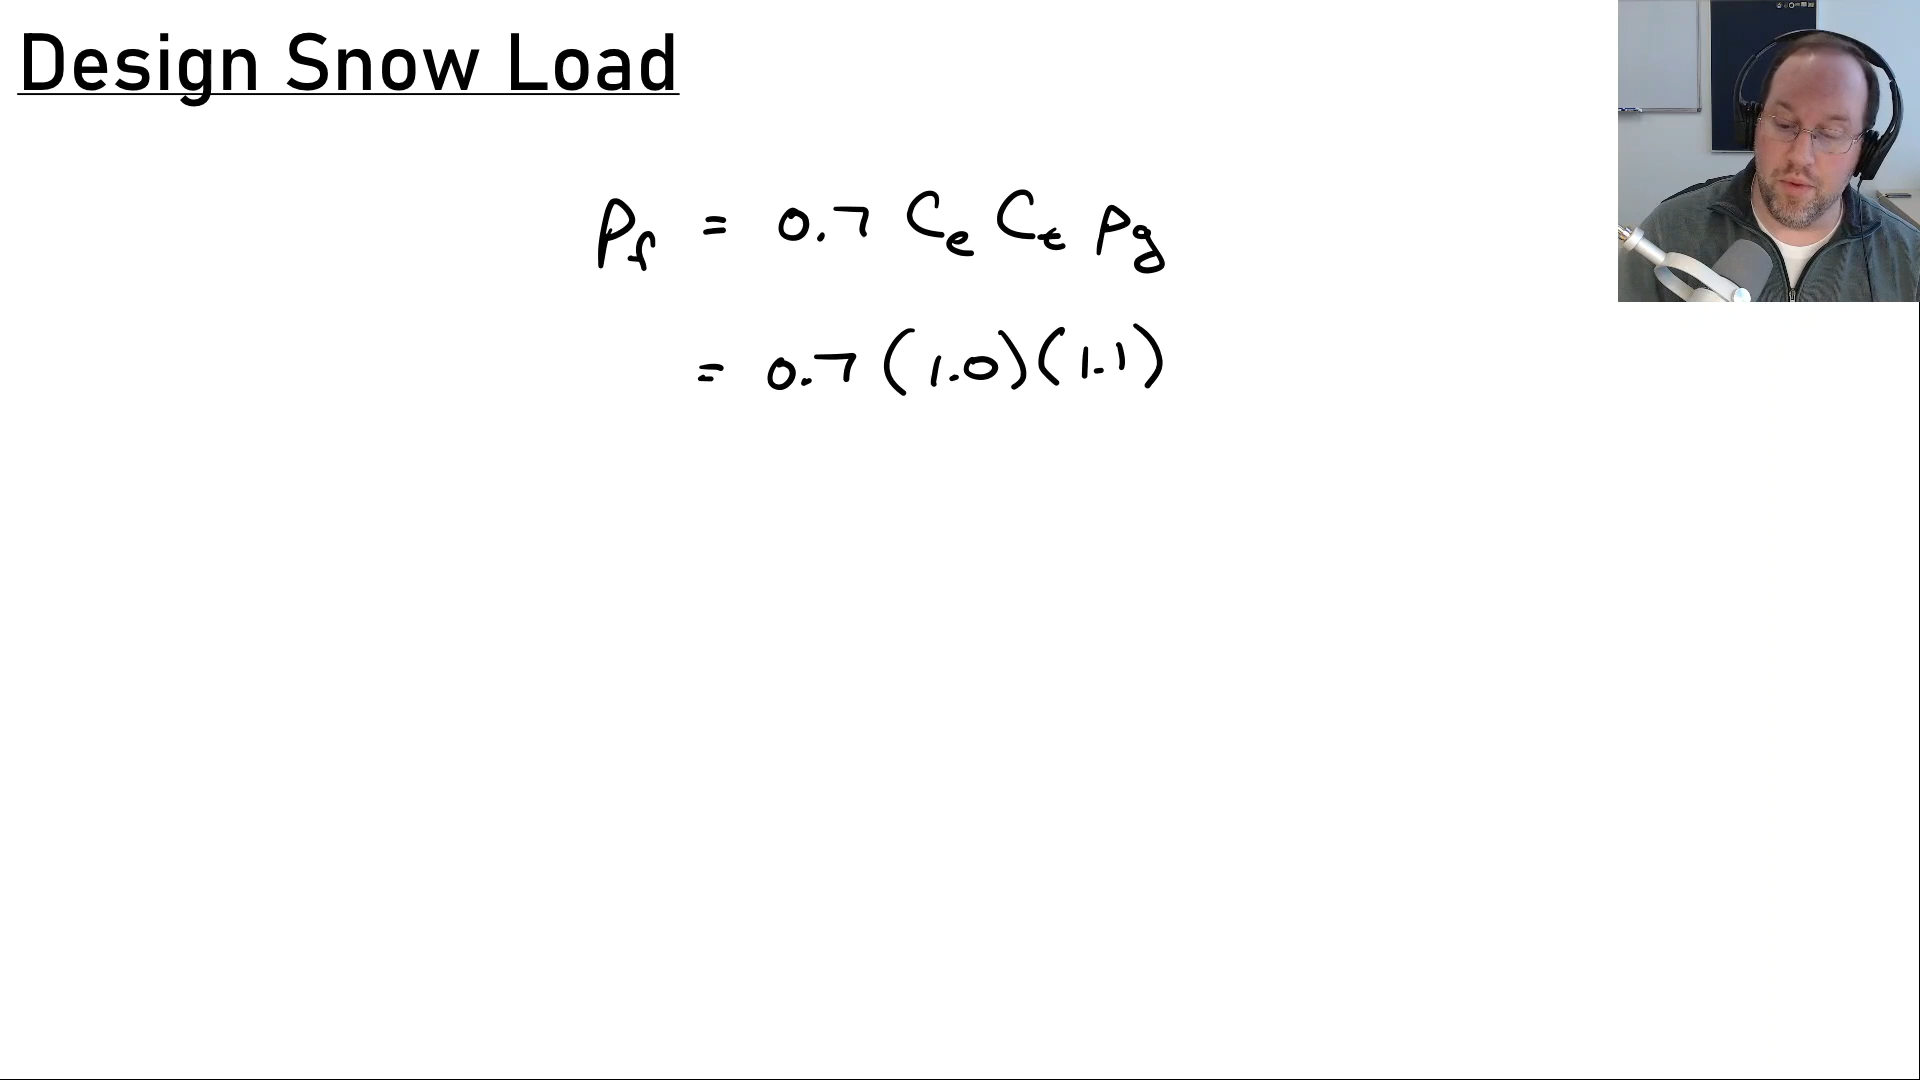 Design Snow Load
pf = 0.7 Ce Ct pg
= 0.7 (1.0)(1.1)